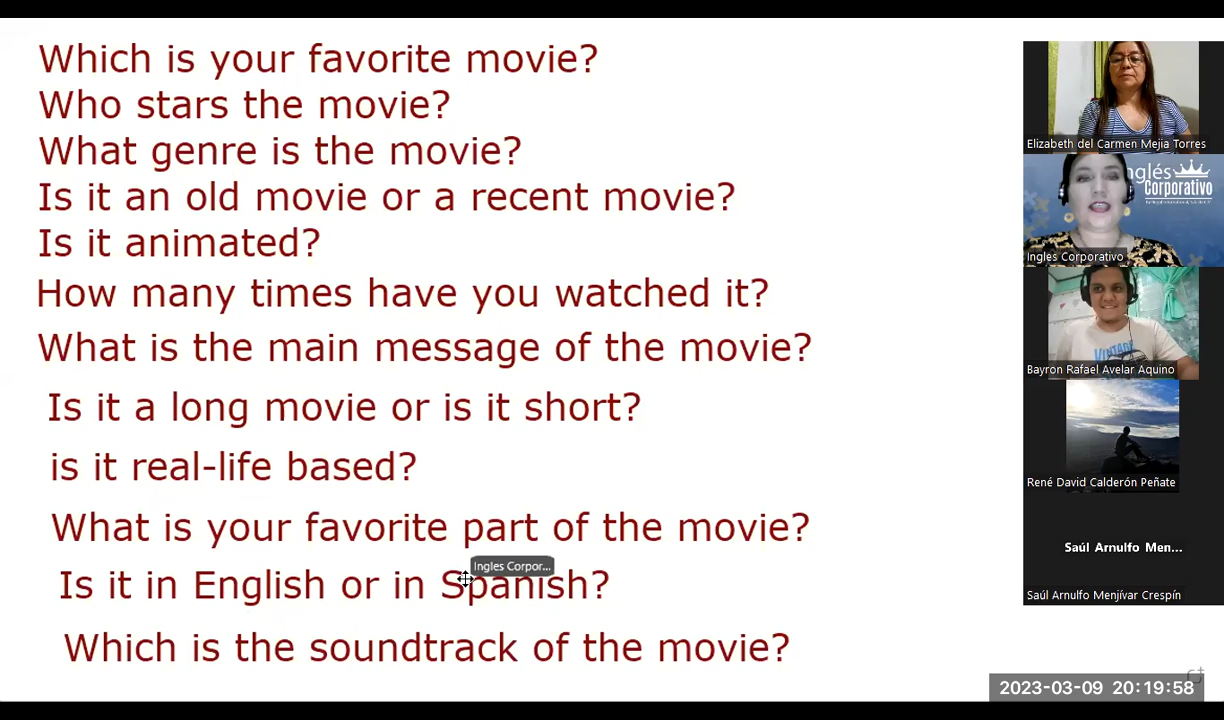 Which is your favorite movie?
Who stars the movie?
What genre is the movie?
Is it an old movie or a recent movie?
Is it animated?
How many times have you watched it?
What is the main message of the movie?
Is it a long movie or is it short?
is it real-life based?
What is your favorite part of the movie?
Ingles Corpor...
Is it in English or in Spanish?
Which is the soundtrack of the movie?
Elizabeth del Carmen Mejia Torres
nglés
Corporativo
Ingles Corporativo
Bayron Rafael Avelar Aquino
René David Calderón Peñate
Saúl Arnulfo Men...
Saúl Arnulfo Menjívar Crespín
2023-03-09 20:19:58